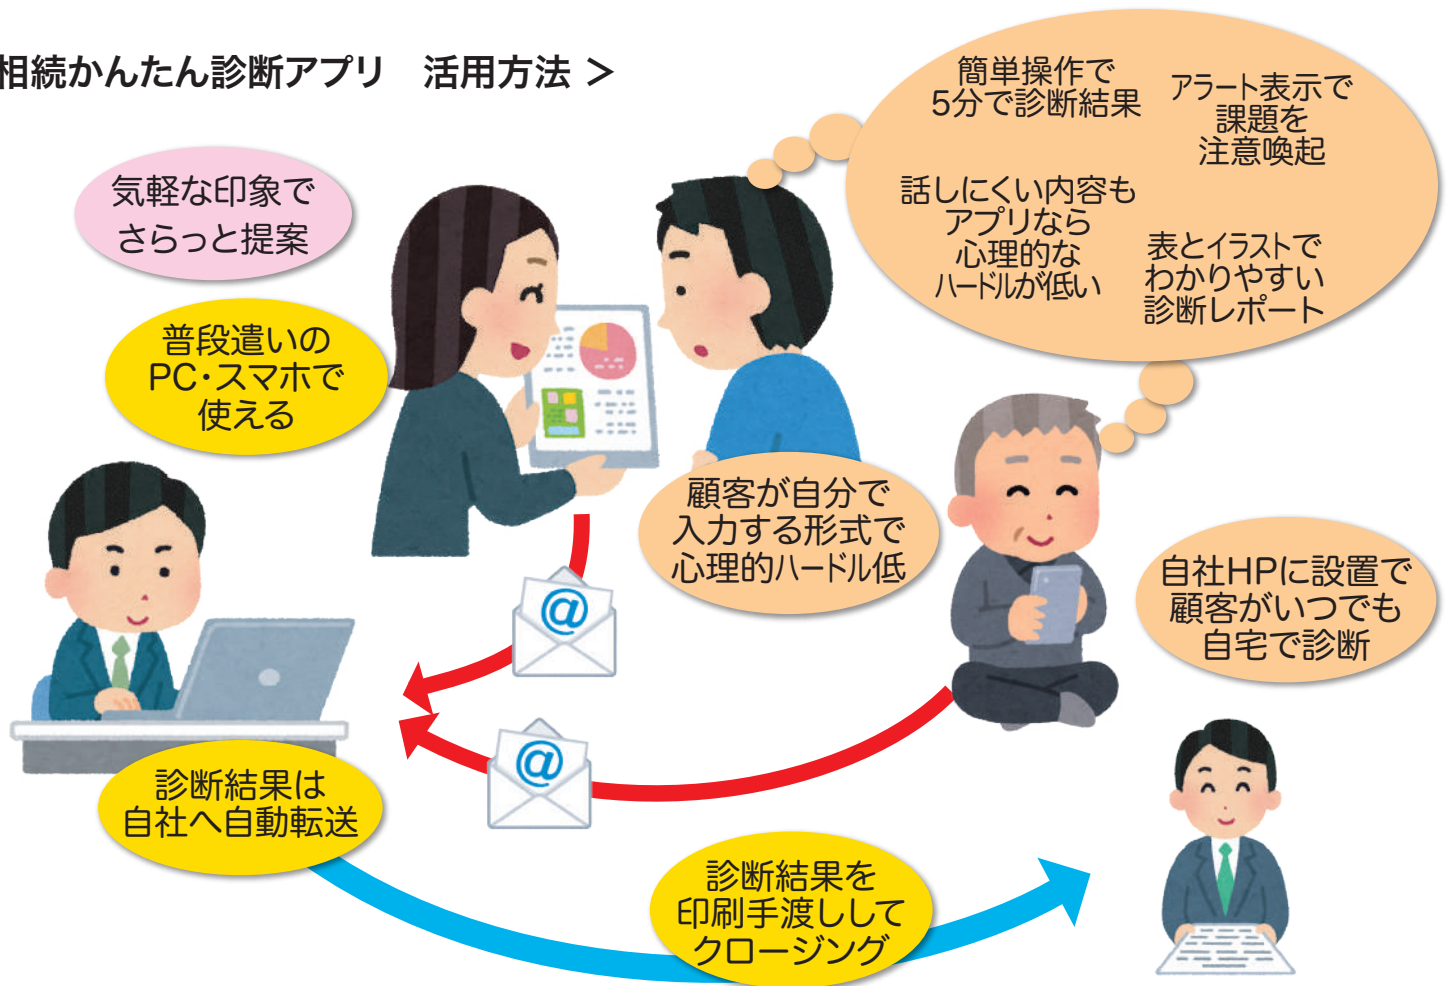 相続かんたん診断アプリ　活用方法 ＞
簡単操作で
5分で診断結果
アラート表示で
課題を
注意喚起
話しにくい内容も
アプリなら
心理的な
ハードルが低い
表とイラストで
わかりやすい
診断レポート
気軽な印象で
さらっと提案
普段遣いの
PC・スマホで
使える
顧客が自分で
入力する形式で
心理的ハードル低
自社HPに設置で
顧客がいつでも
自宅で診断
@
@
診断結果は
自社へ自動転送
診断結果を
印刷手渡しして
クロージング